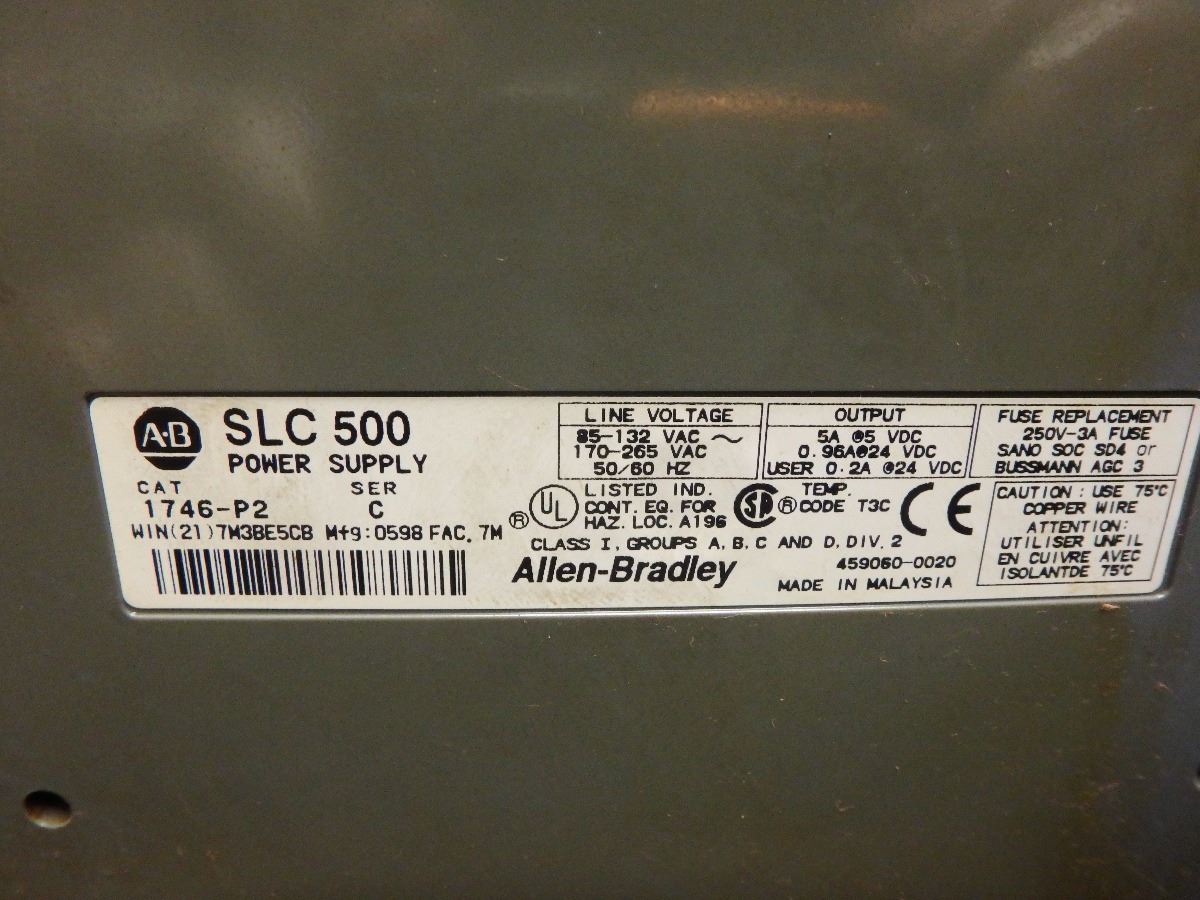 A-B
SLC 500
POWER SUPPLY
CAT SER
1746-P2 C
WIN(21)7M3BE5CB Mfg:0598 FAC. 7M
LINE VOLTAGE
85-132 VAC ~
170-265 VAC
50/60 HZ
OUTPUT
5A @5 VDC
0.96A@24 VDC
USER 0.2A @24 VDC
FUSE REPLACEMENT
250V-3A FUSE
SANO SOC SD4 or
BUSSMANN AGC 3
® UL
LISTED IND.
CONT. EQ. FOR
HAZ. LOC. A196
SP ®
TEMP.
CODE T3C
CE
CLASS I, GROUPS A, B, C AND D, DIV. 2
Allen-Bradley
459060-0020
MADE IN MALAYSIA
CAUTION : USE 75°C
COPPER WIRE
ATTENTION:
UTILISER UNFIL
EN CUIVRE AVEC
ISOLANTDE 75°C